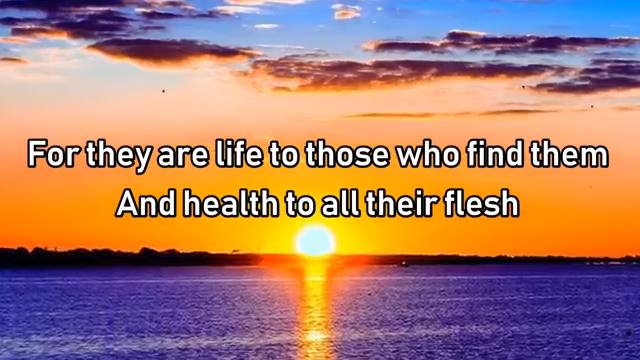 For they are life to those who find them
And health to all their flesh